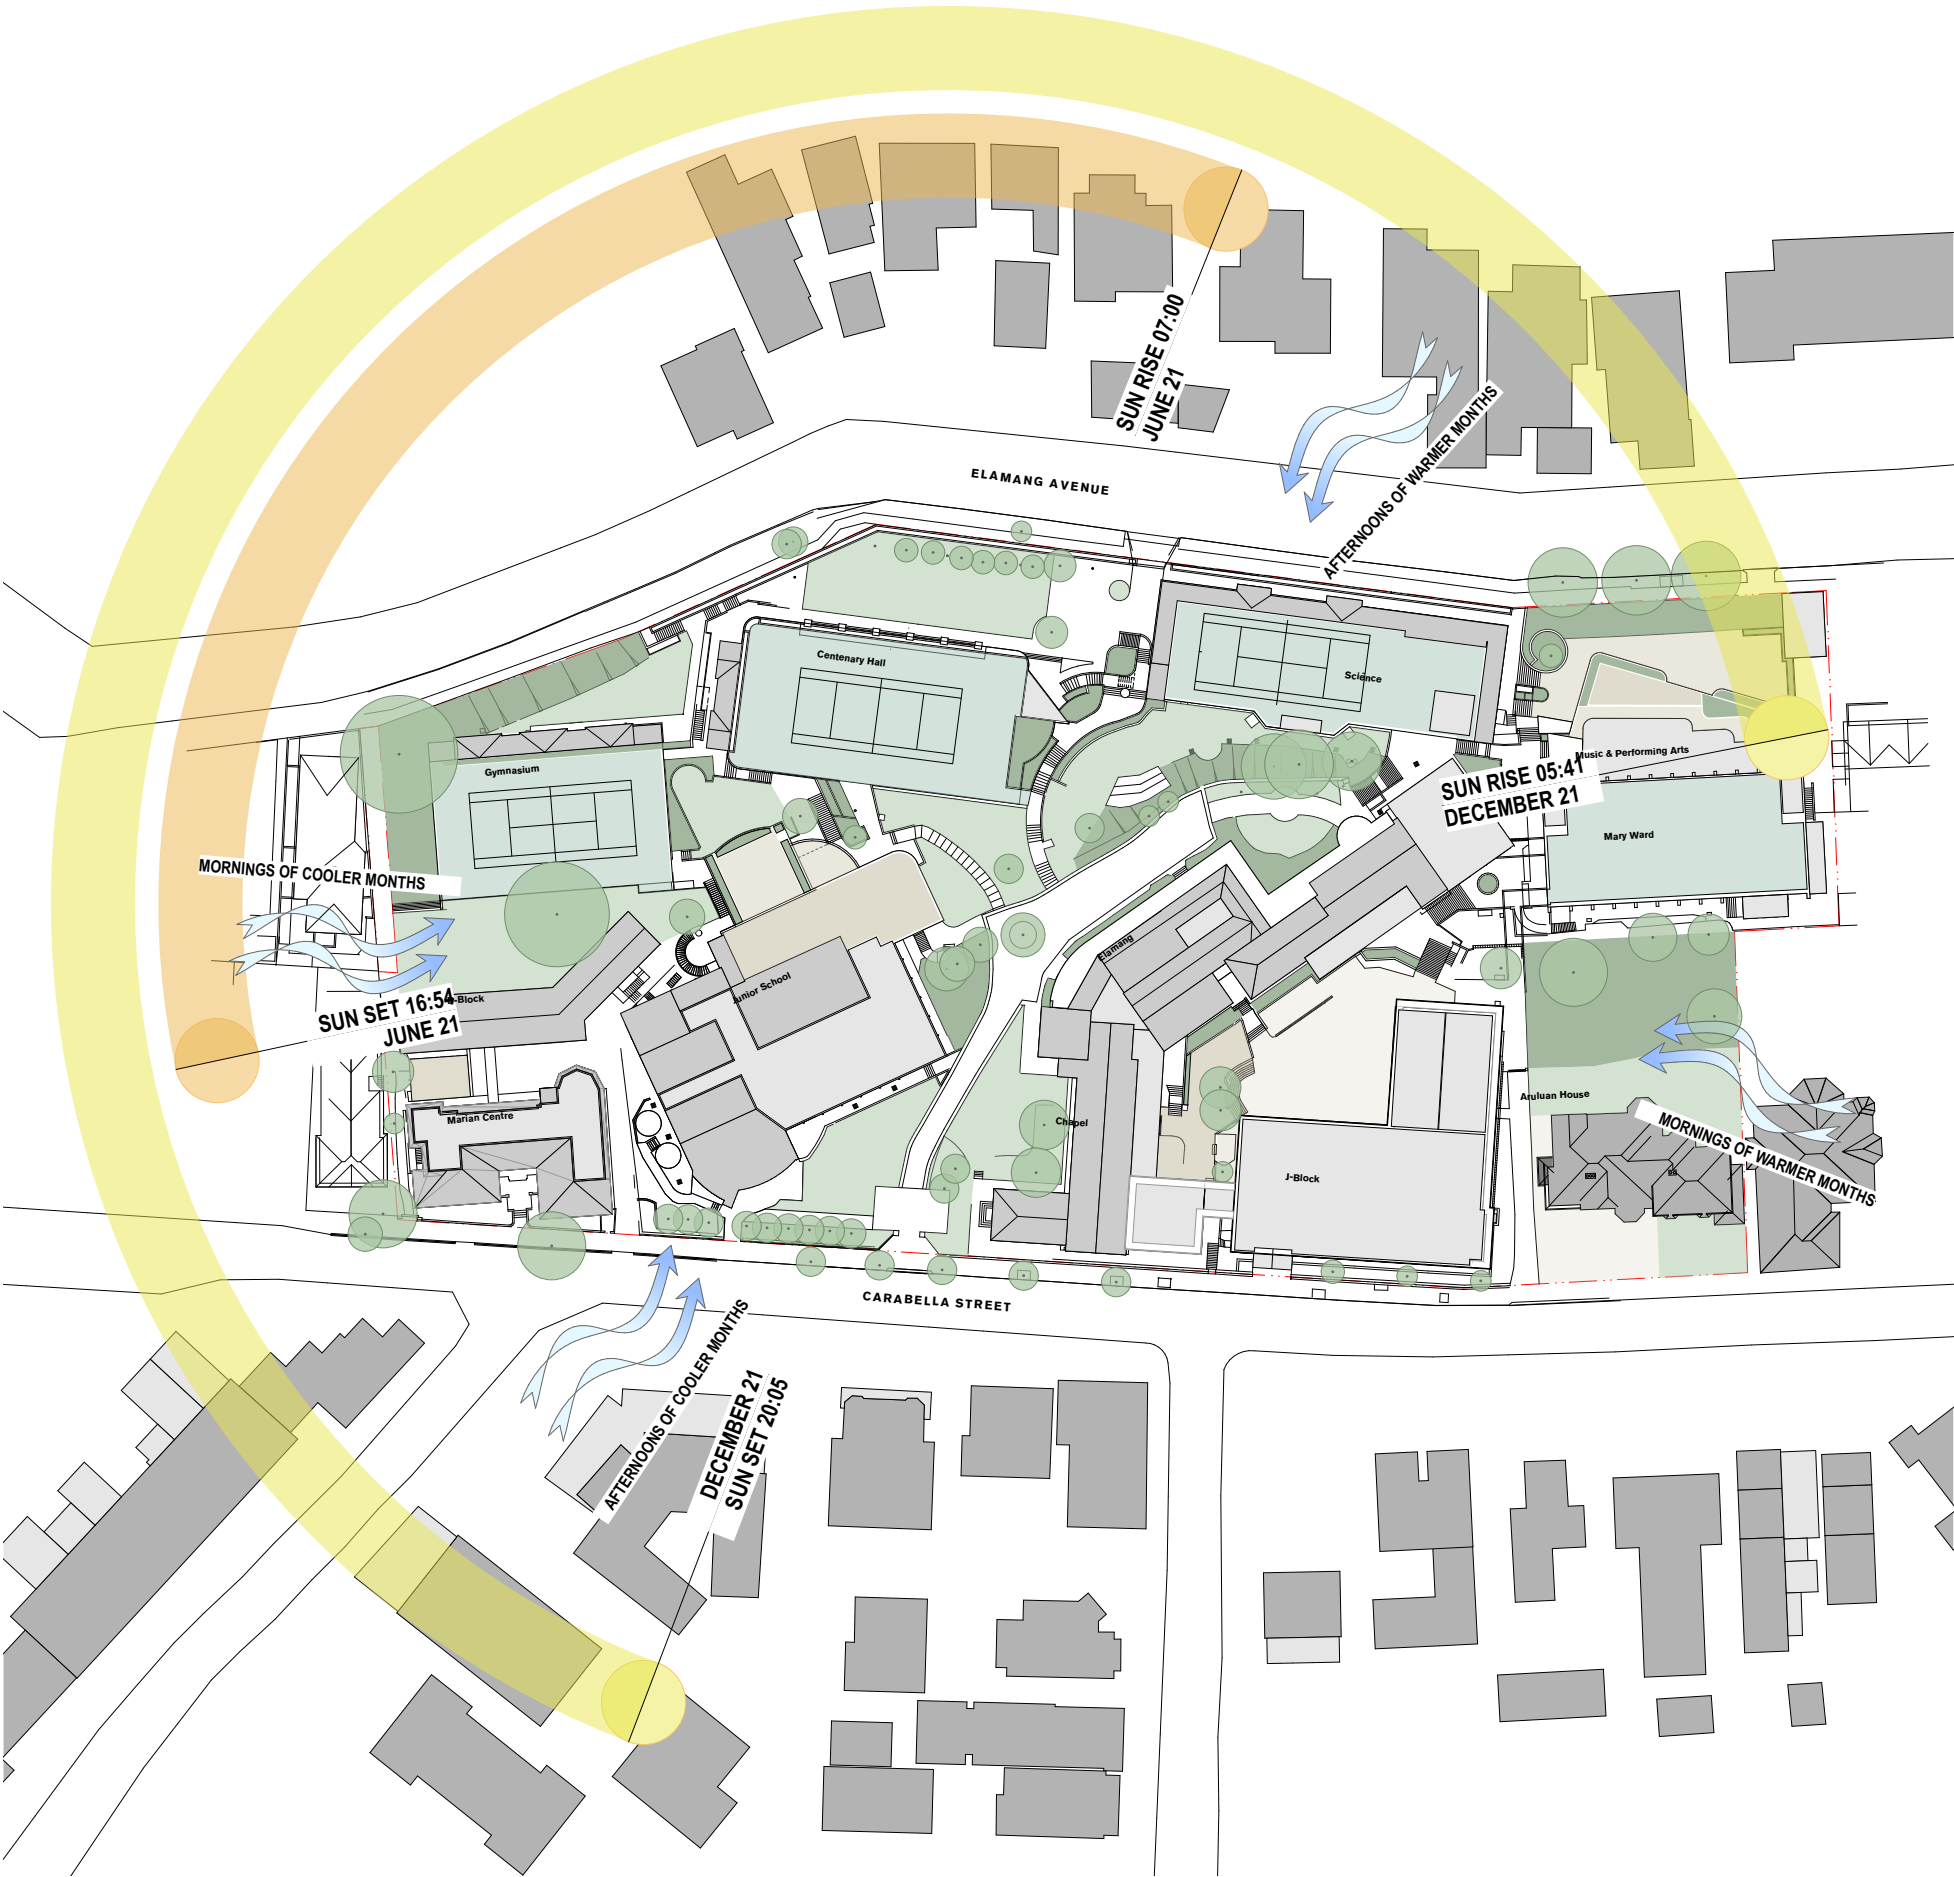 SUN RISE 07:00
JUNE 21
AFTERNOONS OF WARMER MONTHS
ELAMANG AVENUE
Centenary Hall
Science
Gymnasium
Music & Performing Arts
SUN RISE 05:41
DECEMBER 21
Mary Ward
MORNINGS OF COOLER MONTHS
Elamang
Junior School
-Block
SUN SET 16:54
JUNE 21
Marian Centre
Chapel
Aruluan House
MORNINGS OF WARMER MONTHS
J-Block
CARABELLA STREET
AFTERNOONS OF COOLER MONTHS
DECEMBER 21
SUN SET 20:05